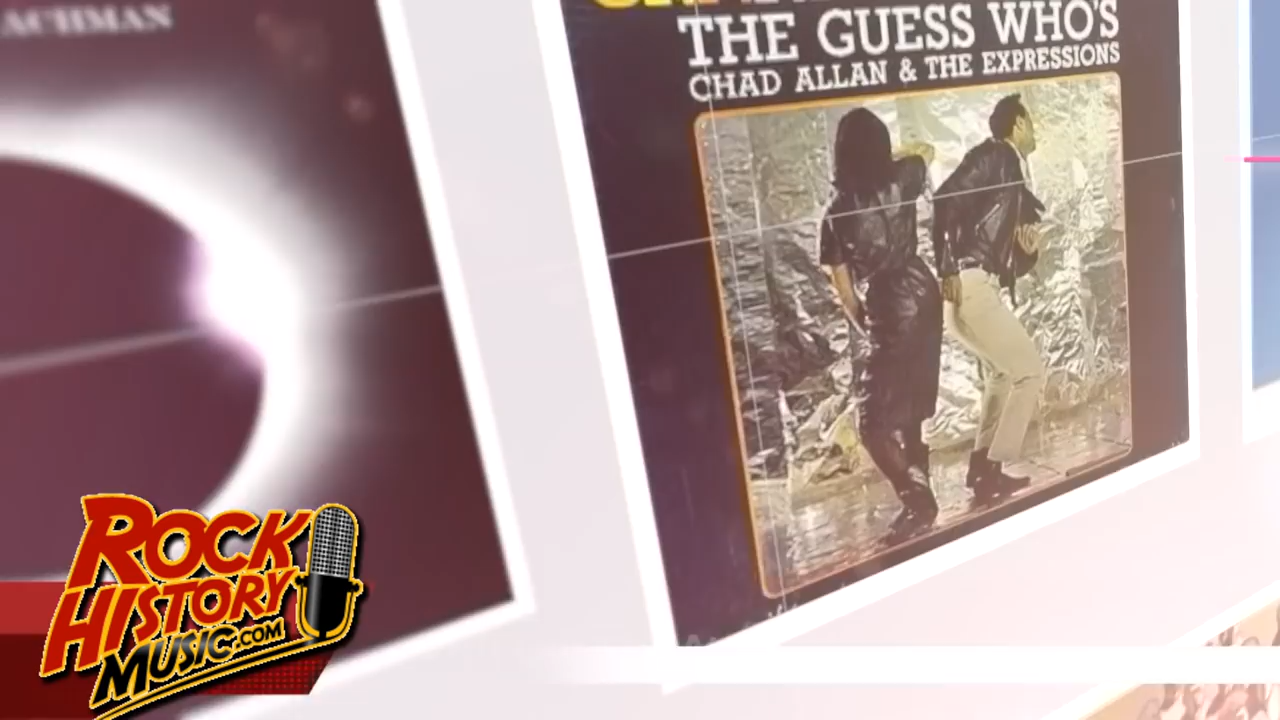 ACHMAN
THE GUESS WHO'S
CHAD ALLAN & THE EXPRESSIONS
ROCK
HISTORY
MUSIC.COM